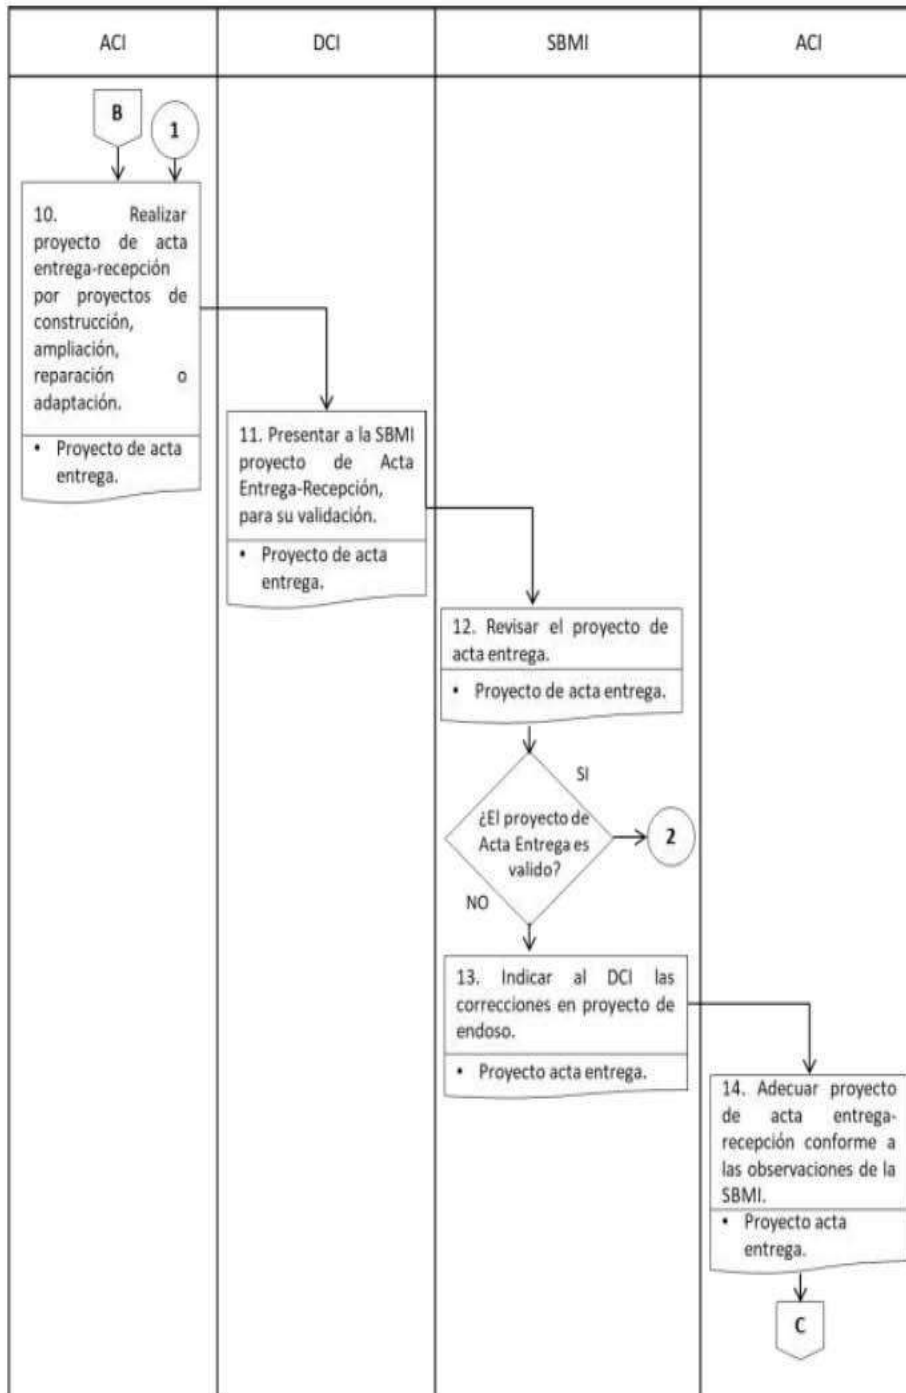 ACI
DCI
SBMI
ACI
B
1
10. Realizar
proyecto de acta
entrega-recepción
por proyectos de
construcción,
ampliación,
reparación o
adaptación.
• Proyecto de acta
entrega.
11. Presentar a la SBMI
proyecto de Acta
Entrega-Recepción,
para su validación.
• Proyecto de acta
entrega.
12. Revisar el proyecto de
acta entrega.
• Proyecto de acta entrega.
SI
¿El proyecto de
Acta Entrega es
valido?
2
NO
13. Indicar al DCI las
correcciones en proyecto de
endoso.
• Proyecto acta entrega.
14. Adecuar proyecto
de acta entrega-
recepción conforme a
las observaciones de la
SBMI.
• Proyecto acta
entrega.
C